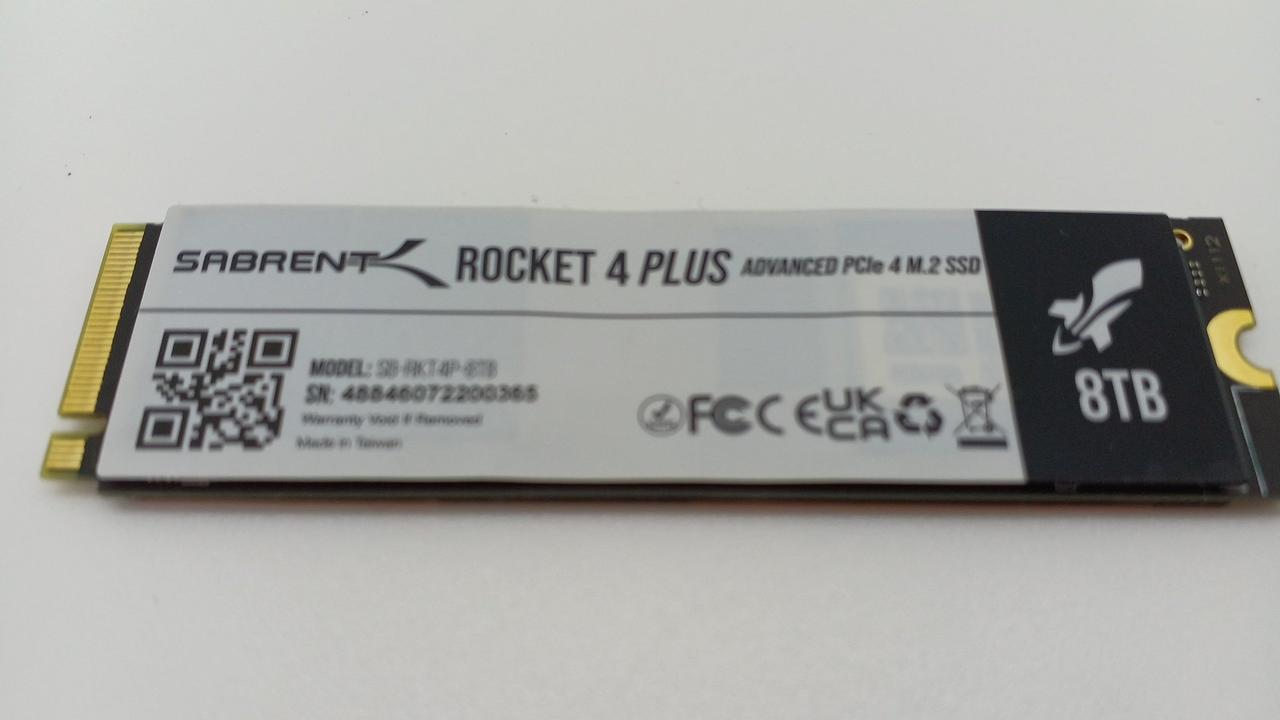 SABRENT ROCKET 4 PLUS ADVANCED PCIe 4 M.2 SSD
MODEL: SB-RKT4P-8TB
SN: 48846072200365
Warranty Void if Removed
Made in Taiwan
FC CE UK CA
8TB
X1112